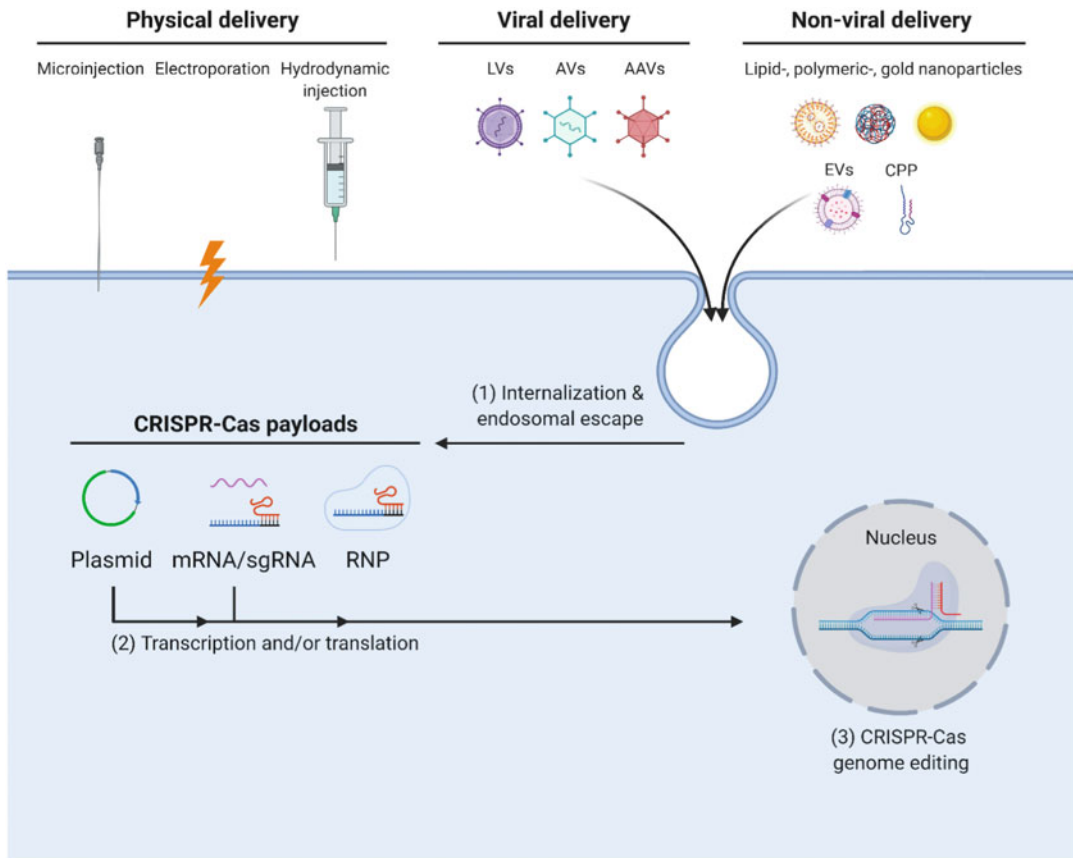 Physical delivery
Microinjection
Electroporation
Hydrodynamic
injection
Viral delivery
LVs
AVs
AAVs
Non-viral delivery
Lipid-, polymeric-, gold nanoparticles
EVs
CPP
(1) Internalization &
endosomal escape
CRISPR-Cas payloads
Plasmid
mRNA/sgRNA
RNP
(2) Transcription and/or translation
Nucleus
(3) CRISPR-Cas
genome editing